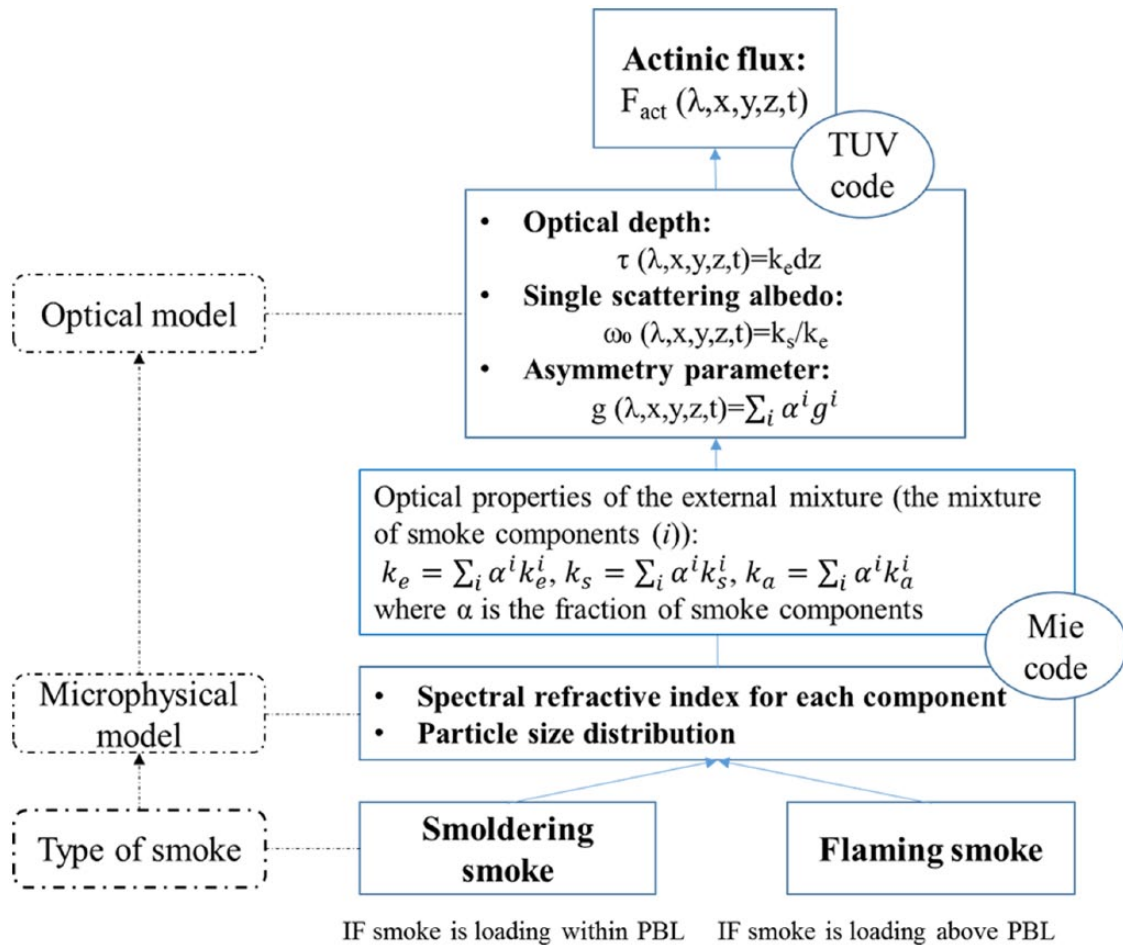 Actinic flux:
F_act (λ,x,y,z,t)
TUV
code
• Optical depth:
τ (λ,x,y,z,t)=k_edz
• Single scattering albedo:
ω₀ (λ,x,y,z,t)=k_s/k_e
• Asymmetry parameter:
g (λ,x,y,z,t)=∑_i α^i g^i
Optical model
Optical properties of the external mixture (the mixture
of smoke components (i)):
k_e = ∑_i α^i k_e^i, k_s = ∑_i α^i k_s^i, k_a = ∑_i α^i k_a^i
where α is the fraction of smoke components
Mie
code
Microphysical
model
• Spectral refractive index for each component
• Particle size distribution
Type of smoke
Smoldering
smoke
Flaming smoke
IF smoke is loading within PBL
IF smoke is loading above PBL